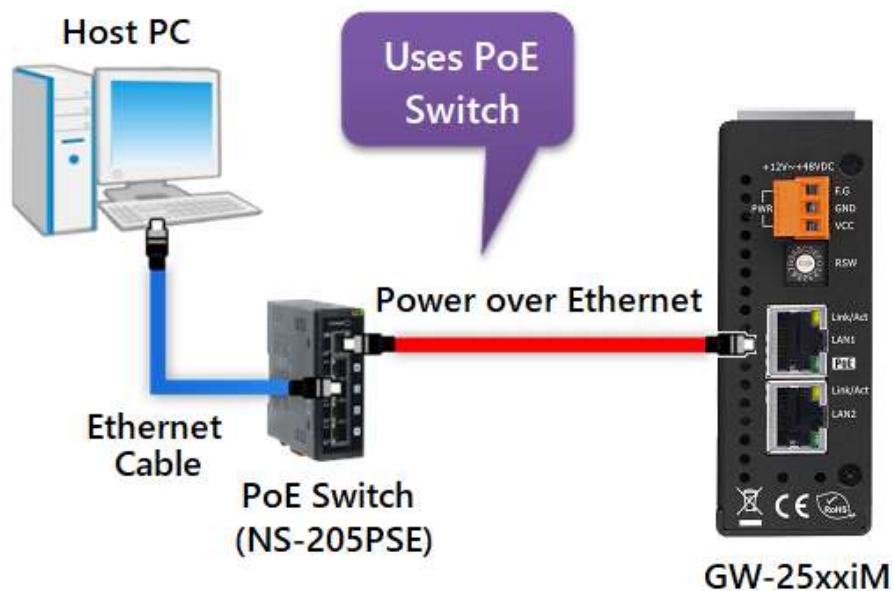 Host PC
Uses PoE
Switch
+12V~+48VDC
F.G
PWR
GND
VCC
RSW
Power over Ethernet
Link/Act
LAN1
PoE
Link/Act
LAN2
Ethernet
Cable
PoE Switch
(NS-205PSE)
CE
RoHS
GW-25xxiM